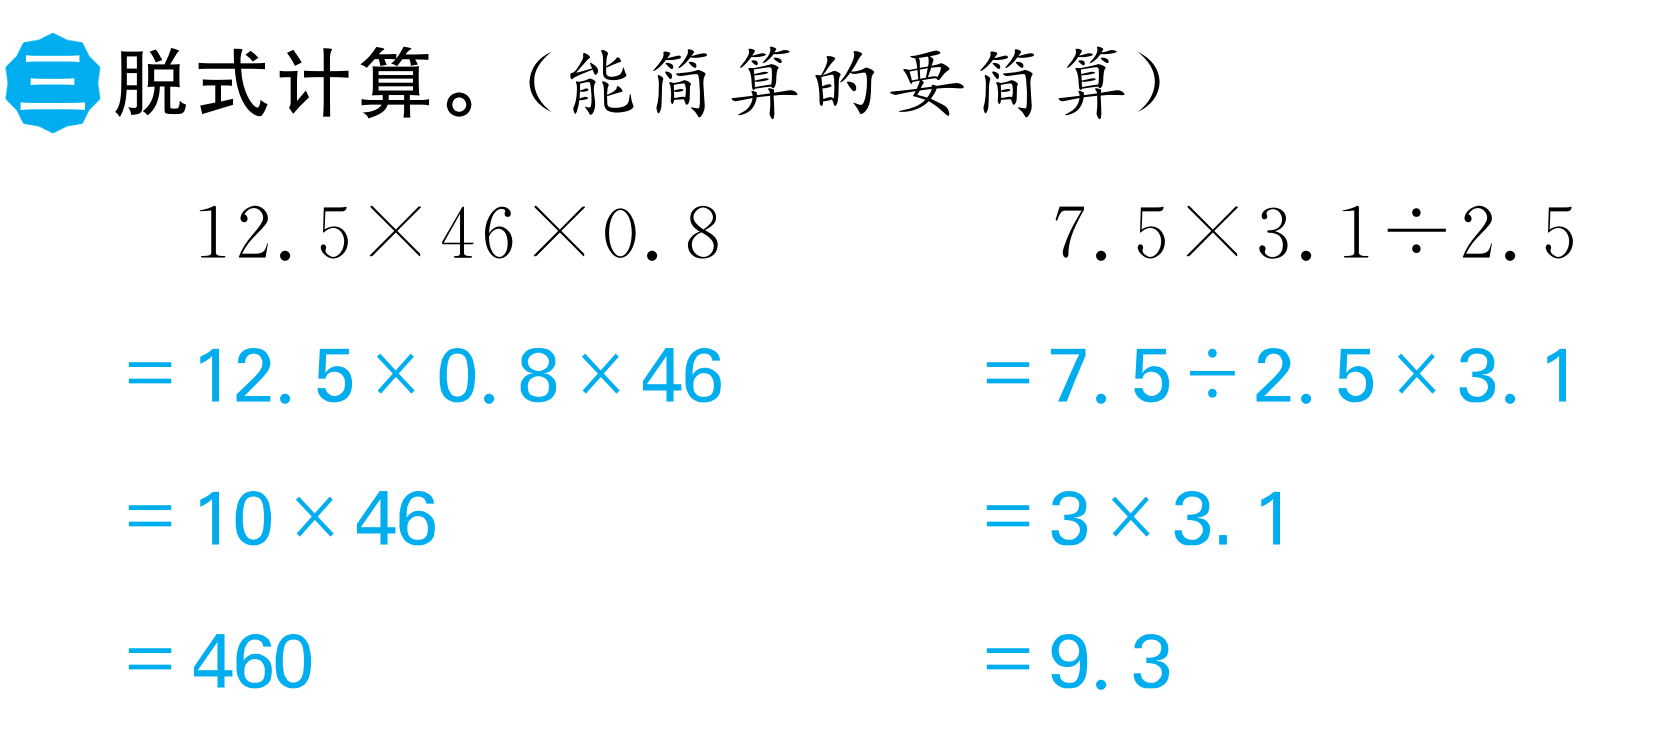 三 脱式计算。（能简算的要简算）
12.5×46×0.8 7.5×3.1÷2.5
=12.5×0.8×46 =7.5÷2.5×3.1
=10×46 =3×3.1
=460 =9.3